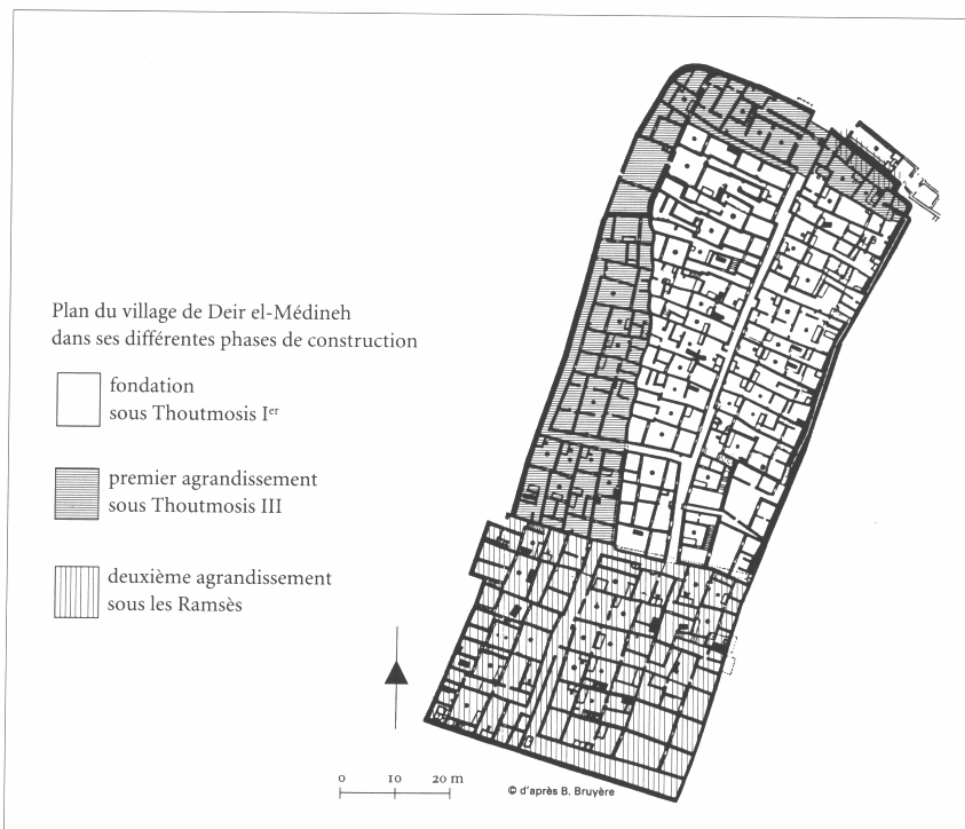 Plan du village de Deir el-Médineh
dans ses différentes phases de construction
fondation
sous Thoutmosis Iᵉʳ
premier agrandissement
sous Thoutmosis III
deuxième agrandissement
sous les Ramsès
0 10 20 m
© d'après B. Bruyère